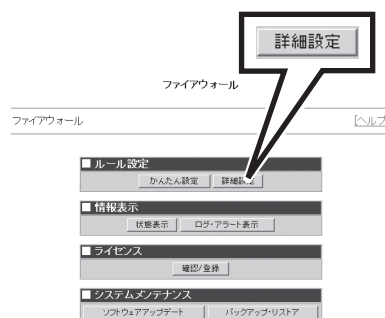 詳細設定
ファイアウォール
ファイアウォール [ヘルプ
■ ルール設定
かんたん設定 詳細設定
■ 情報表示
状態表示 ログ・アラート表示
■ ライセンス
確認/登録
■ システムメンテナンス
ソフトウェアアップデート バックアップ・リストア